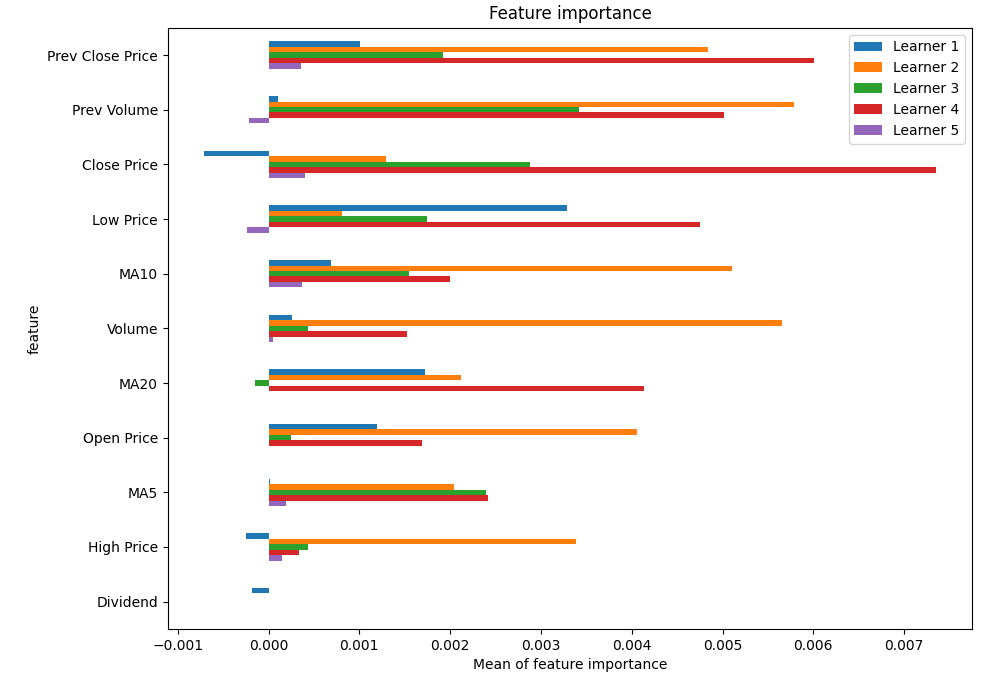 Feature importance
Learner 1
Learner 2
Learner 3
Learner 4
Learner 5
feature
Prev Close Price
Prev Volume
Close Price
Low Price
MA10
Volume
MA20
Open Price
MA5
High Price
Dividend
−0.001 0.000 0.001 0.002 0.003 0.004 0.005 0.006 0.007
Mean of feature importance